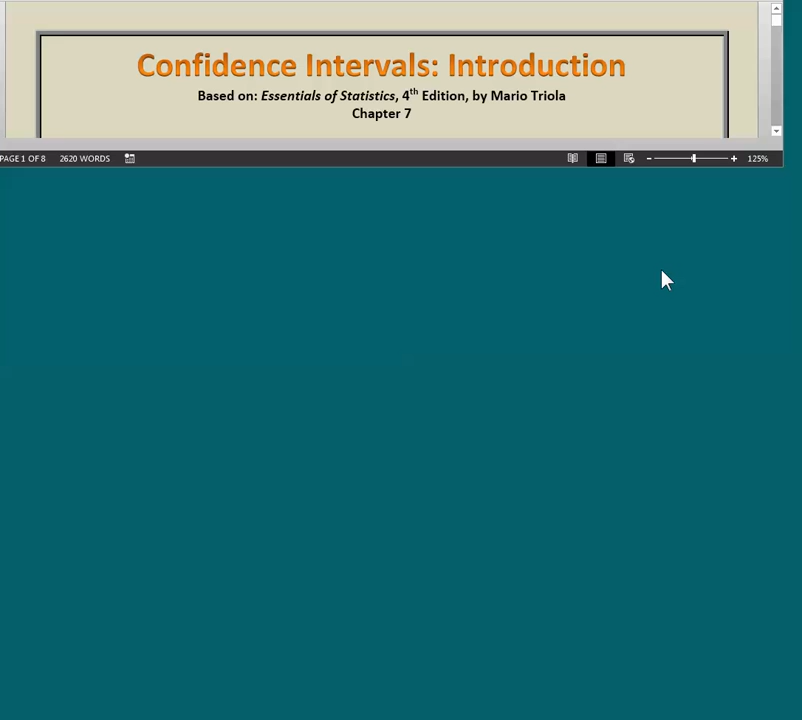 Confidence Intervals: Introduction
Based on: Essentials of Statistics, 4th Edition, by Mario Triola
Chapter 7
PAGE 1 OF 8 2620 WORDS 125%